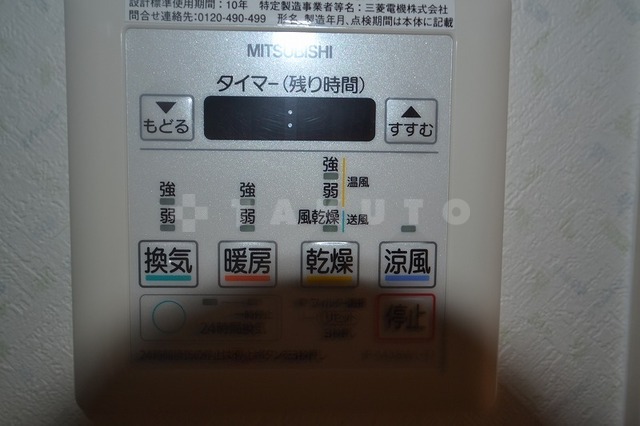 設計標準使用期間：10年 特定製造事業者等名：三菱電機株式会社
問合せ連絡先：0120-490-499 形名、製造年月、点検期間は本体に記載
MITSUBISHI
タイマー(残り時間)
▼ ▲
もどる : すすむ
強
強 強 弱 温風
弱 弱 風乾燥 送風
TAKUTO
換気 暖房 乾燥 涼風
停止